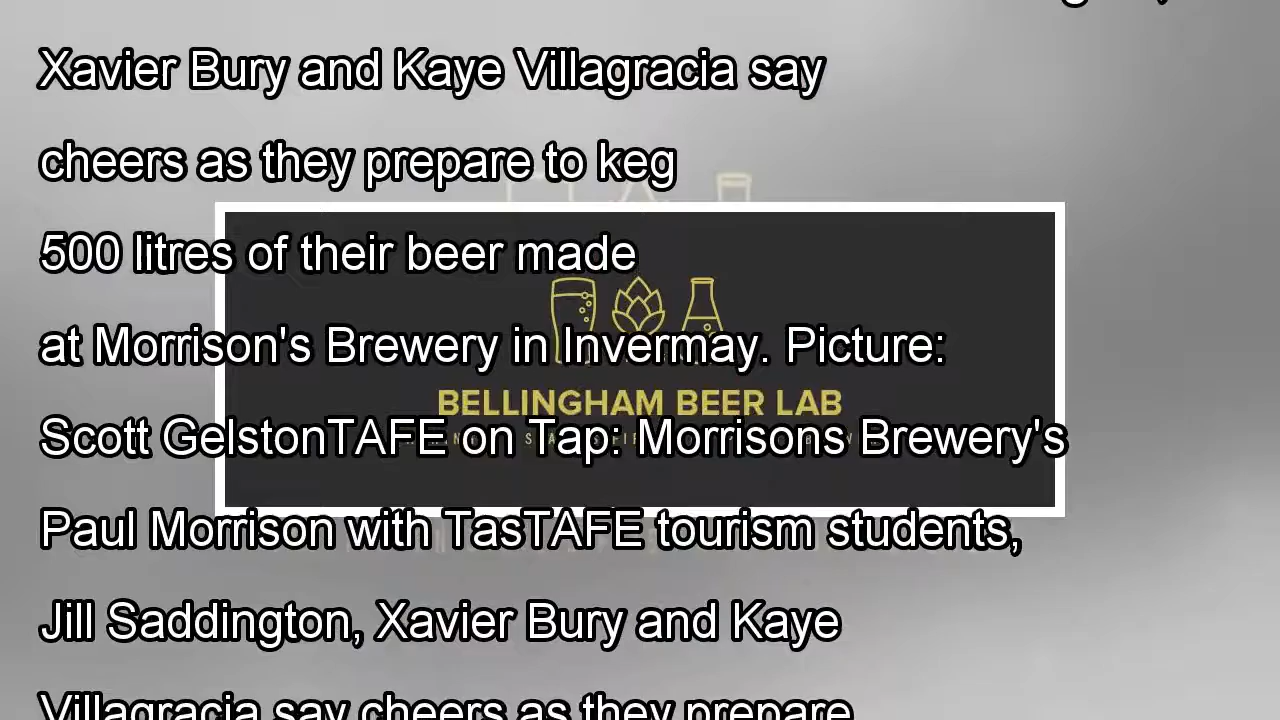 Xavier Bury and Kaye Villagracia say
cheers as they prepare to keg
500 litres of their beer made
at Morrison's Brewery in Invermay. Picture:
BELLINGHAM BEER LAB
Scott GelstonTAFE on Tap: Morrisons Brewery's
Paul Morrison with TasTAFE tourism students,
Jill Saddington, Xavier Bury and Kaye
Villagracia say cheers as they prepare